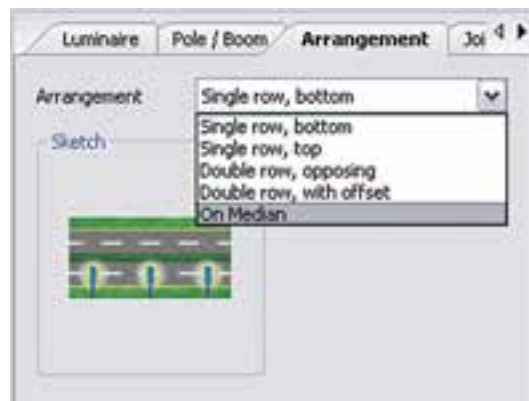 Luminaire Pole / Boom Arrangement Joi
Arrangement Single row, bottom
Single row, bottom
Sketch
Single row, top
Double row, opposing
Double row, with offset
On Median